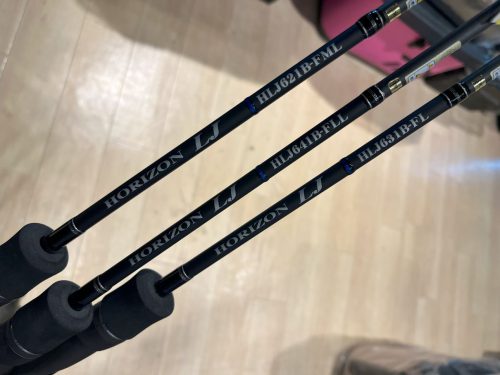 HORIZON LJ HLJ621B-FML
HORIZON LJ HLJ641B-FLL
HORIZON LJ HLJ631B-FL